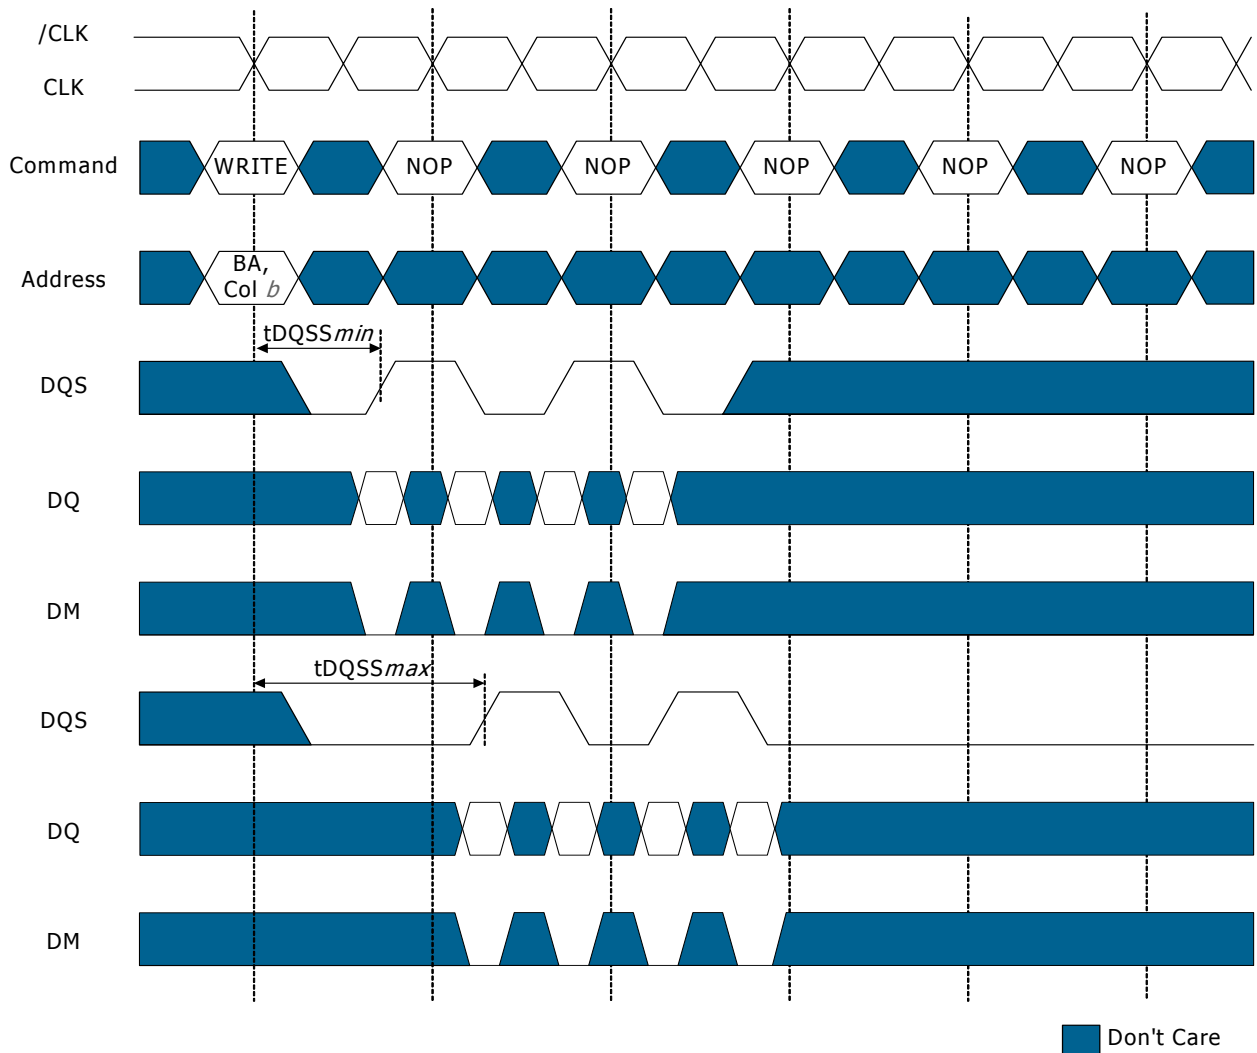 /CLK
CLK
Command
WRITE NOP NOP NOP NOP NOP
Address
BA,
Col b
tDQSSmin
DQS
DQ
DM
tDQSSmax
DQS
DQ
DM
Don't Care